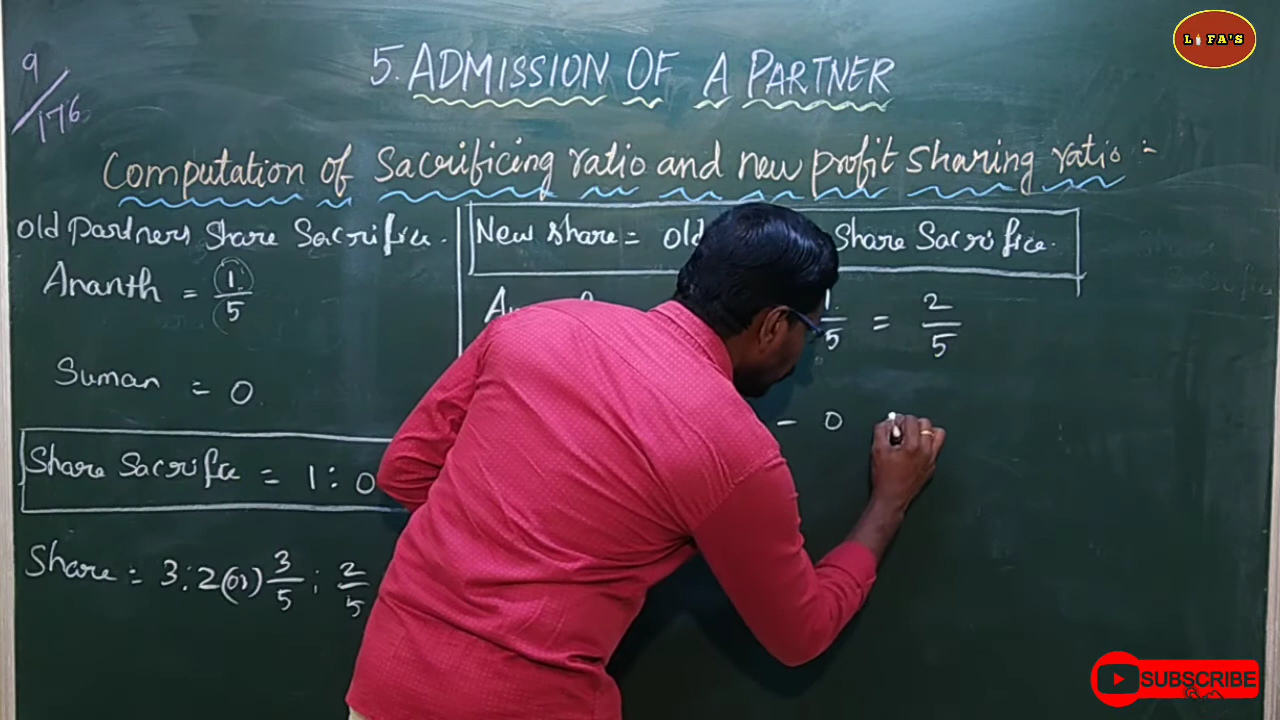 9/176
5. ADMISSION OF A PARTNER
LIFA'S
Computation of Sacrificing ratio and new profit sharing ratio :-
Old Partners Share Sacrifice.
Ananth = 1/5
Suman = 0.
Share Sacrifice = 1 : 0
Share = 3:2 (or) 3/5 ; 2/5
New Share = Old Share Sacrifice.
1/5 = 2/5
- 0
SUBSCRIBE